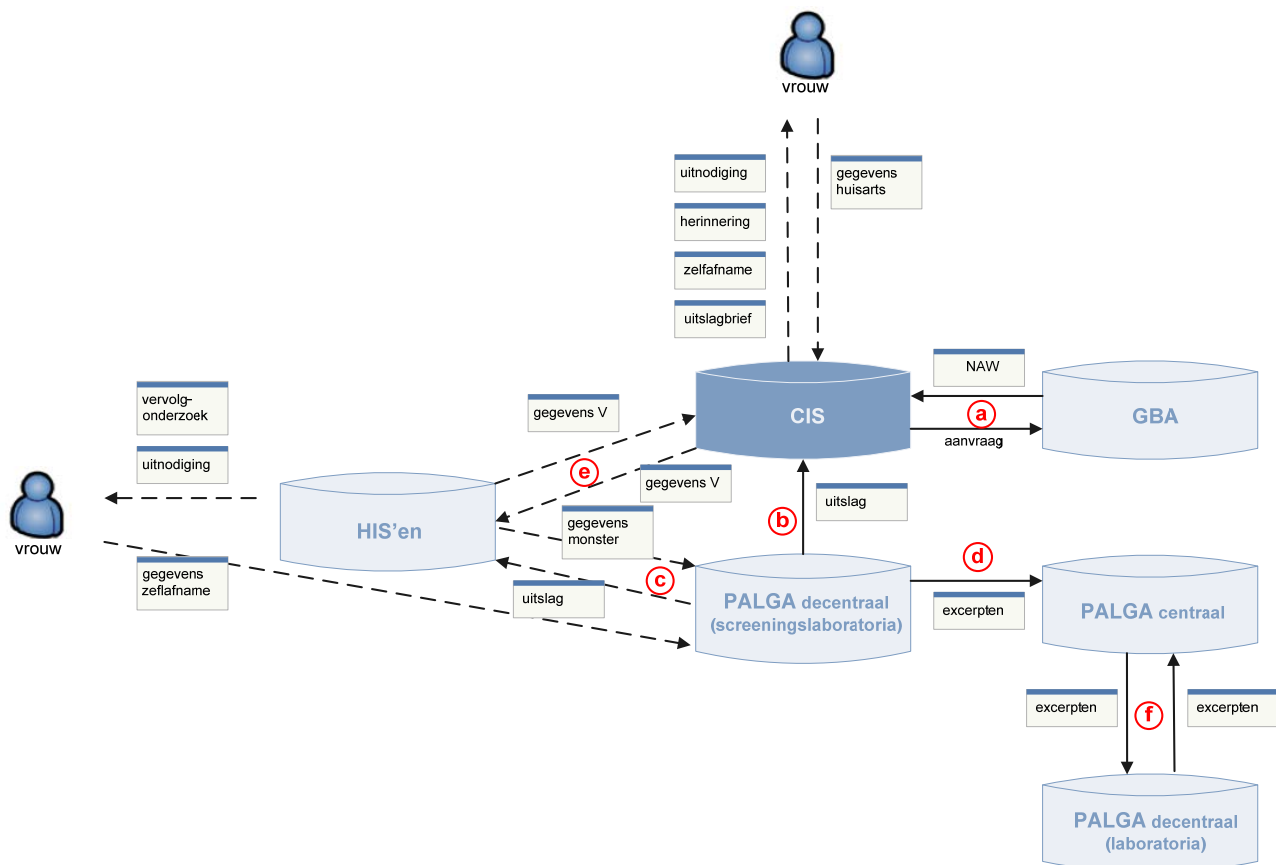 vrouw
uitnodiging
gegevens
huisarts
herinnering
zelfafname
uitslagbrief
NAW
CIS
a
GBA
aanvraag
vervolg-
onderzoek
uitnodiging
gegevens V
e
gegevens V
vrouw
HIS'en
gegevens
monster
b
uitslag
gegevens
zeflafname
uitslag
c
PALGA decentraal
(screeningslaboratoria)
d
excerpten
PALGA centraal
excerpten
f
excerpten
PALGA decentraal
(laboratoria)